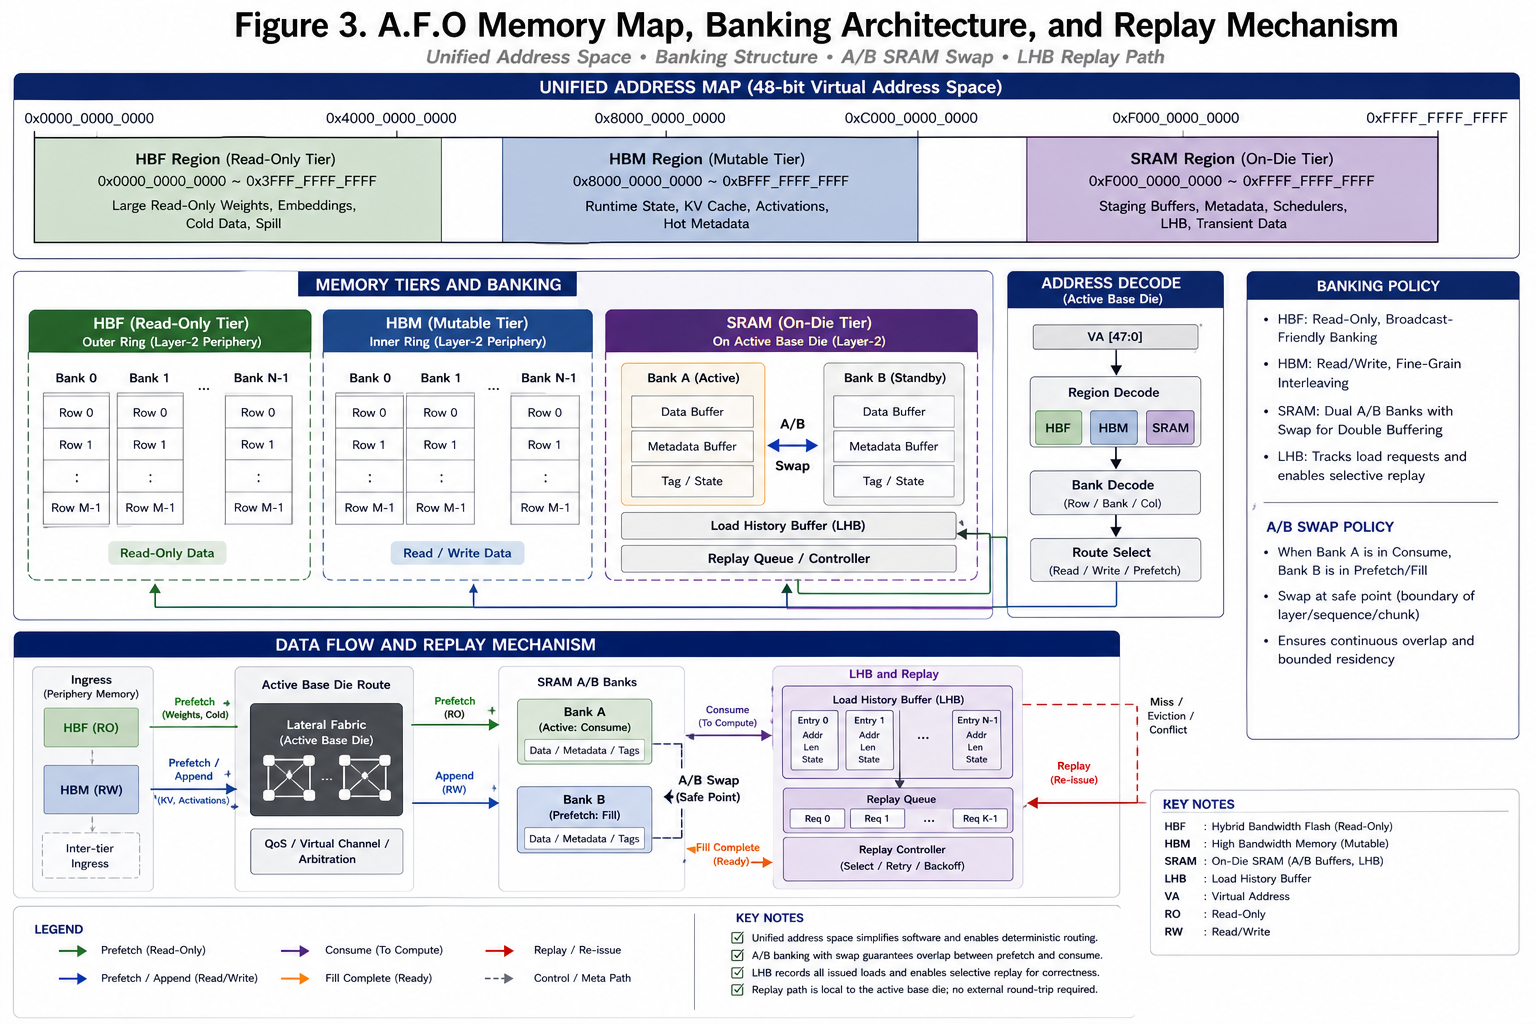 Figure 3. A.F.O Memory Map, Banking Architecture, and Replay Mechanism
Unified Address Space • Banking Structure • A/B SRAM Swap • LHB Replay Path
UNIFIED ADDRESS MAP (48-bit Virtual Address Space)
0x0000_0000_0000
0x4000_0000_0000
0x8000_0000_0000
0xC000_0000_0000
0xF000_0000_0000
0xFFFF_FFFF_FFFF
HBF Region (Read-Only Tier)
0x0000_0000_0000 ~ 0x3FFF_FFFF_FFFF
Large Read-Only Weights, Embeddings,
Cold Data, Spill
HBM Region (Mutable Tier)
0x8000_0000_0000 ~ 0xBFFF_FFFF_FFFF
Runtime State, KV Cache, Activations,
Hot Metadata
SRAM Region (On-Die Tier)
0xF000_0000_0000 ~ 0xFFFF_FFFF_FFFF
Staging Buffers, Metadata, Schedulers,
LHB, Transient Data
MEMORY TIERS AND BANKING
HBF (Read-Only Tier)
Outer Ring (Layer-2 Periphery)
Bank 0
Bank 1
...
Bank N-1
Row 0
Row 0
Row 0
Row 1
Row 1
Row 1
:
:
:
Row M-1
Row M-1
Row M-1
Read-Only Data
HBM (Mutable Tier)
Inner Ring (Layer-2 Periphery)
Bank 0
Bank 1
...
Bank N-1
Row 0
Row 0
Row 0
Row 1
Row 1
Row 1
:
:
:
Row M-1
Row M-1
Row M-1
Read / Write Data
SRAM (On-Die Tier)
On Active Base Die (Layer-2)
Bank A (Active)
Data Buffer
Metadata Buffer
Tag / State
A/B
Swap
Bank B (Standby)
Data Buffer
Metadata Buffer
Tag / State
Load History Buffer (LHB)
Replay Queue / Controller
ADDRESS DECODE
(Active Base Die)
VA [47:0]
Region Decode
HBF
HBM
SRAM
Bank Decode
(Row / Bank / Col)
Route Select
(Read / Write / Prefetch)
BANKING POLICY
• HBF: Read-Only, Broadcast-
Friendly Banking
• HBM: Read/Write, Fine-Grain
Interleaving
• SRAM: Dual A/B Banks with
Swap for Double Buffering
• LHB: Tracks load requests and
enables selective replay
A/B SWAP POLICY
• When Bank A is in Consume,
Bank B is in Prefetch/Fill
• Swap at safe point (boundary of
layer/sequence/chunk)
• Ensures continuous overlap and
bounded residency
DATA FLOW AND REPLAY MECHANISM
Ingress
(Periphery Memory)
HBF (RO)
HBM (RW)
Inter-tier
Ingress
Prefetch
(Weights, Cold)
Prefetch /
Append
(KV, Activations)
Active Base Die Route
Lateral Fabric
(Active Base Die)
...
QoS / Virtual Channel /
Arbitration
Prefetch
(RO)
Append
(RW)
SRAM A/B Banks
Bank A
(Active: Consume)
Data / Metadata / Tags
Bank B
(Prefetch: Fill)
Data / Metadata / Tags
A/B Swap
(Safe Point)
Consume
(To Compute)
Fill Complete
(Ready)
LHB and Replay
Load History Buffer (LHB)
Entry 0
Addr
Len
State
Entry 1
Addr
Len
State
...
Entry N-1
Addr
Len
State
Replay Queue
Req 0
Req 1
...
Req K-1
Replay Controller
(Select / Retry / Backoff)
Miss /
Eviction /
Conflict
Replay
(Re-issue)
KEY NOTES
HBF : Hybrid Bandwidth Flash (Read-Only)
HBM : High Bandwidth Memory (Mutable)
SRAM : On-Die SRAM (A/B Buffers, LHB)
LHB : Load History Buffer
VA : Virtual Address
RO : Read-Only
RW : Read/Write
LEGEND
Prefetch (Read-Only)
Consume (To Compute)
Replay / Re-issue
Prefetch / Append (Read/Write)
Fill Complete (Ready)
Control / Meta Path
KEY NOTES
Unified address space simplifies software and enables deterministic routing.
A/B banking with swap guarantees overlap between prefetch and consume.
LHB records all issued loads and enables selective replay for correctness.
Replay path is local to the active base die; no external round-trip required.